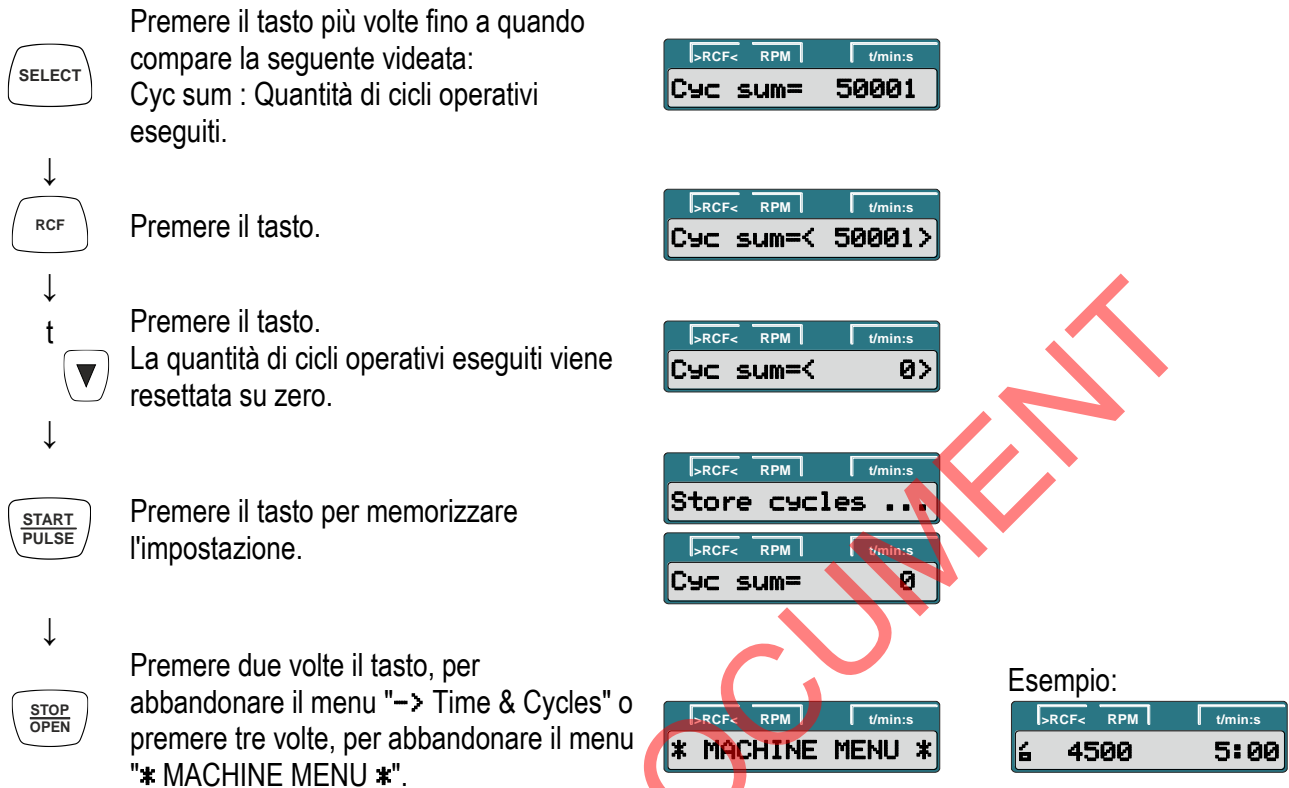 SELECT
Premere il tasto più volte fino a quando
compare la seguente videata:
Cyc sum : Quantità di cicli operativi
eseguiti.
>RCF< RPM t/min:s
Cyc sum= 50001
↓
RCF
Premere il tasto.
>RCF< RPM t/min:s
Cyc sum=< 50001>
↓
t
▼
Premere il tasto.
La quantità di cicli operativi eseguiti viene
resettata su zero.
>RCF< RPM t/min:s
Cyc sum=< 0>
↓
START
PULSE
Premere il tasto per memorizzare
l'impostazione.
>RCF< RPM t/min:s
Store cycles ...
>RCF< RPM t/min:s
Cyc sum= 0
↓
STOP
OPEN
Premere due volte il tasto, per
abbandonare il menu "-> Time & Cycles" o
premere tre volte, per abbandonare il menu
"* MACHINE MENU *".
>RCF< RPM t/min:s
* MACHINE MENU *
Esempio:
>RCF< RPM t/min:s
4500 5:00
OCUMENT